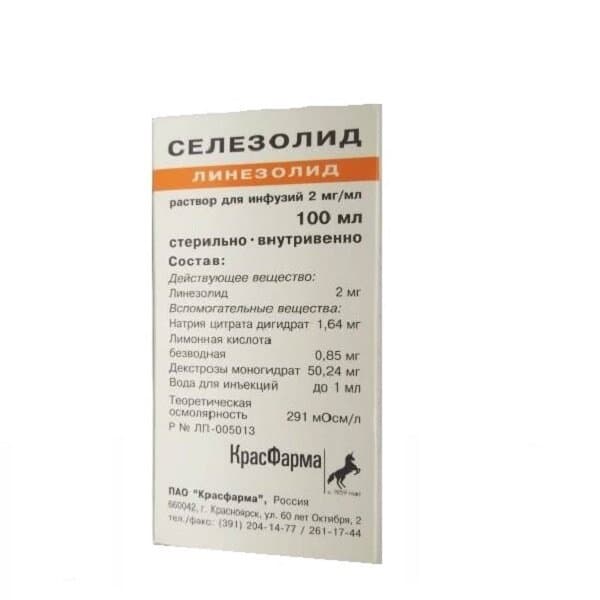 СЕЛЕЗОЛИД
ЛИНЕЗОЛИД
раствор для инфузий 2 мг/мл
100 мл
стерильно · внутривенно
Состав:
Действующее вещество:
Линезолид 2 мг
Вспомогательные вещества:
Натрия цитрата дигидрат 1,64 мг
Лимонная кислота
безводная 0,85 мг
Декстрозы моногидрат 50,24 мг
Вода для инъекций до 1 мл
Теоретическая
осмолярность 291 мОсм/л
Р № ЛП-005013
КрасФарма
с 1959 года
ПАО "Красфарма", Россия
660042, г. Красноярск, ул. 60 лет Октября, 2
тел./факс: (391) 204-14-77 / 261-17-44